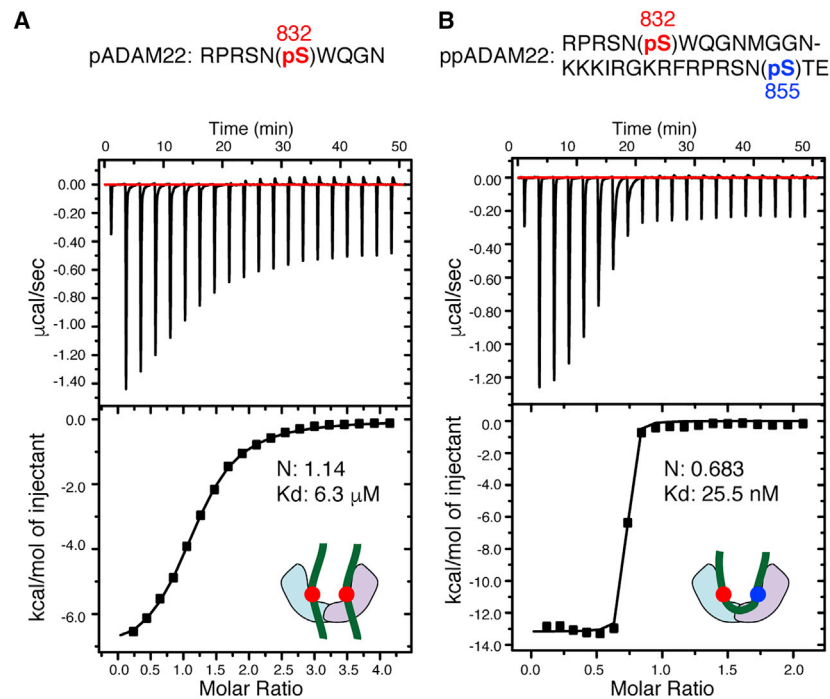 A
832
pADAM22: RPRSN(pS)WQGN
Time (min)
0 10 20 30 40 50
0.00
-0.20
-0.40
-0.60
-0.80
-1.00
-1.20
-1.40
µcal/sec
0.0
-2.0
-4.0
-6.0
kcal/mol of injectant
N: 1.14
Kd: 6.3 µM
0.0 0.5 1.0 1.5 2.0 2.5 3.0 3.5 4.0
Molar Ratio
B
832
ppADAM22:
RPRSN(pS)WQGNMGGN-
KKKIRGKRFRPRSN(pS)TE
855
Time (min)
0 10 20 30 40 50
0.00
-0.20
-0.40
-0.60
-0.80
-1.00
-1.20
µcal/sec
0.0
-2.0
-4.0
-6.0
-8.0
-10.0
-12.0
-14.0
kcal/mol of injectant
N: 0.683
Kd: 25.5 nM
0.0 0.5 1.0 1.5 2.0
Molar Ratio